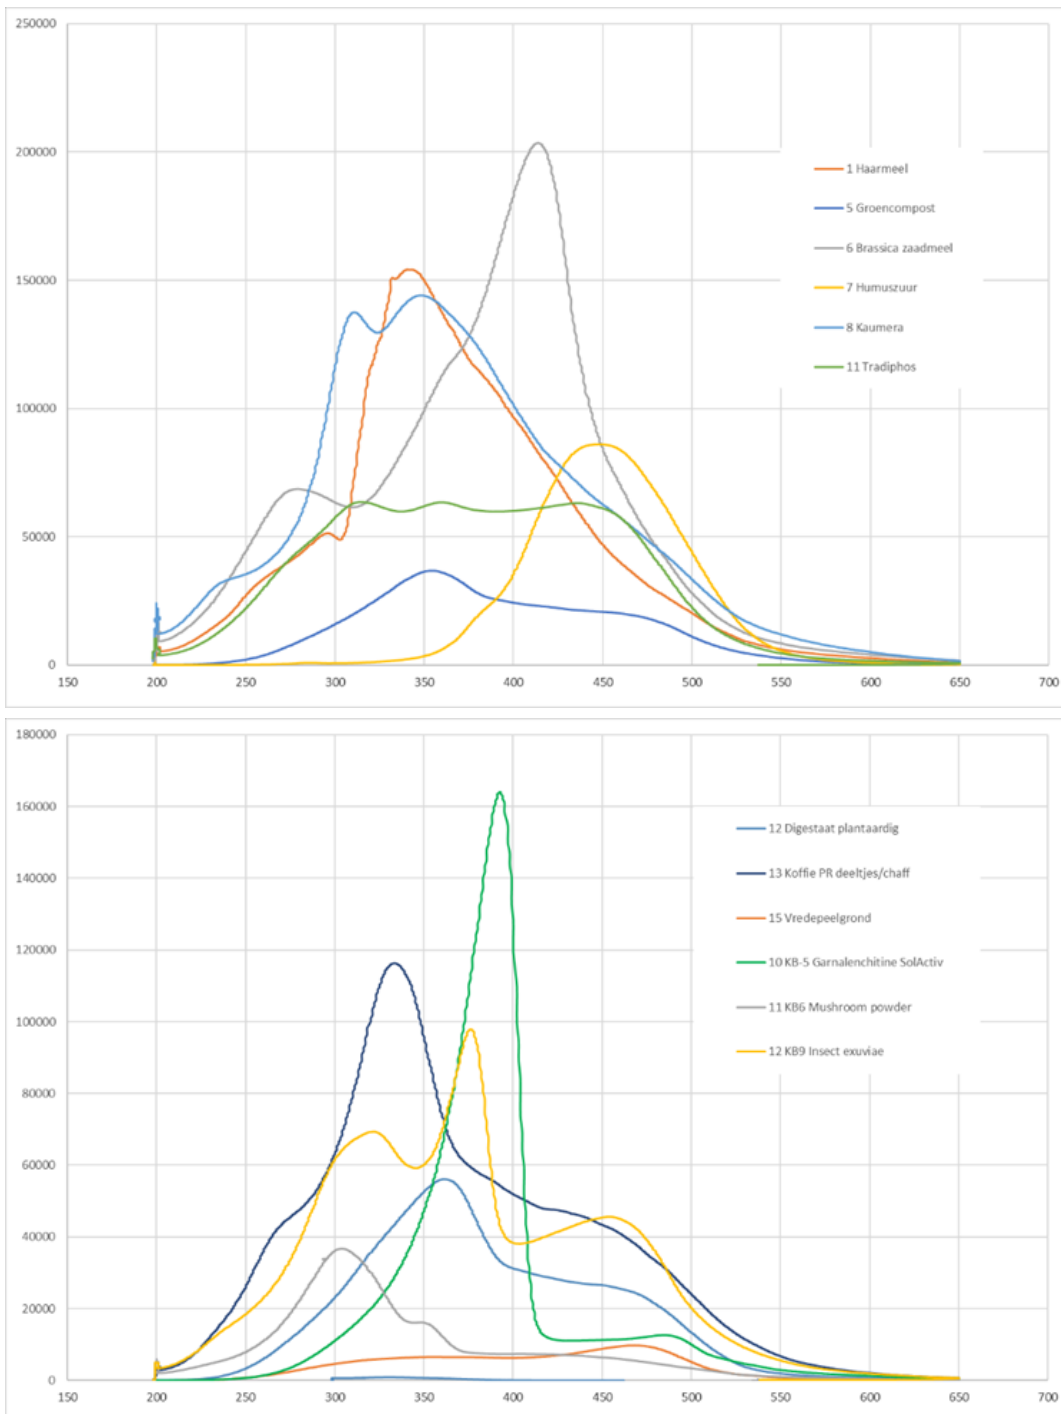 250000
200000
150000
100000
50000
0
150 200 250 300 350 400 450 500 550 600 650 700
1 Haarmeel
5 Groencompost
6 Brassica zaadmeel
7 Humuszuur
8 Kaumera
11 Tradiphos
180000
160000
140000
120000
100000
80000
60000
40000
20000
0
150 200 250 300 350 400 450 500 550 600 650 700
12 Digestaat plantaardig
13 Koffie PR deeltjes/chaff
15 Vredepeelgrond
10 KB-5 Garnalenchitine SolActiv
11 KB6 Mushroom powder
12 KB9 Insect exuviae